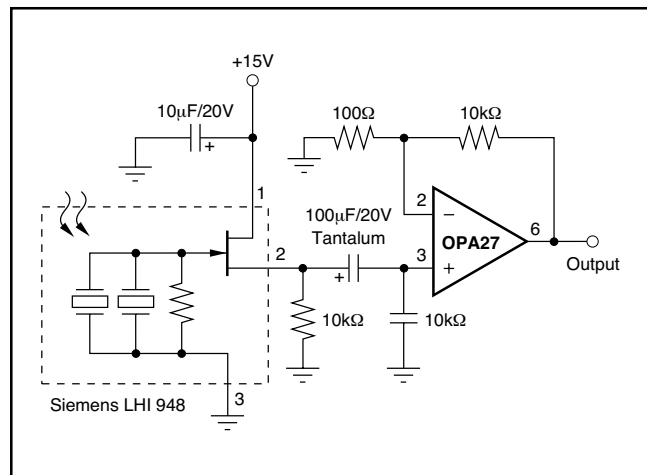 +15V
10µF/20V
+
100Ω
10kΩ
1
2
6
100µF/20V
Tantalum
−
OPA27
2
3
+
Output
+
10kΩ
10kΩ
3
Siemens LHI 948